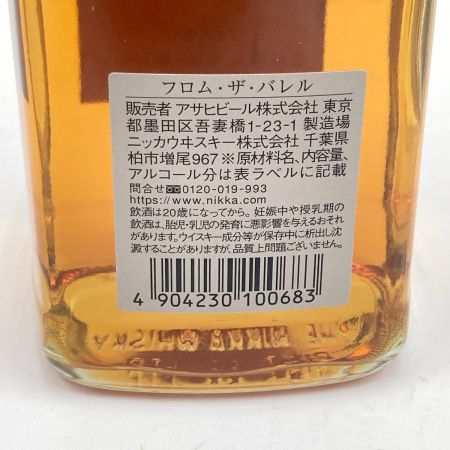 フロム・ザ・バレル
販売者 アサヒビール株式会社 東京
都墨田区吾妻橋1-23-1 製造場
ニッカウヰスキー株式会社 千葉県
柏市増尾967 ※原材料名、内容量、
アルコール分は表ラベルに記載
問合せ☎0120-019-993
https://www.nikka.com/
飲酒は20歳になってから。妊娠中や授乳期の
飲酒は、胎児・乳児の発育に悪影響を与えるおそれ
があります。ウイスキー成分等が保存中に析出し沈
澱することがありますが、品質上問題ございません。
4 904230 100683
THE NIKKA WHISKY